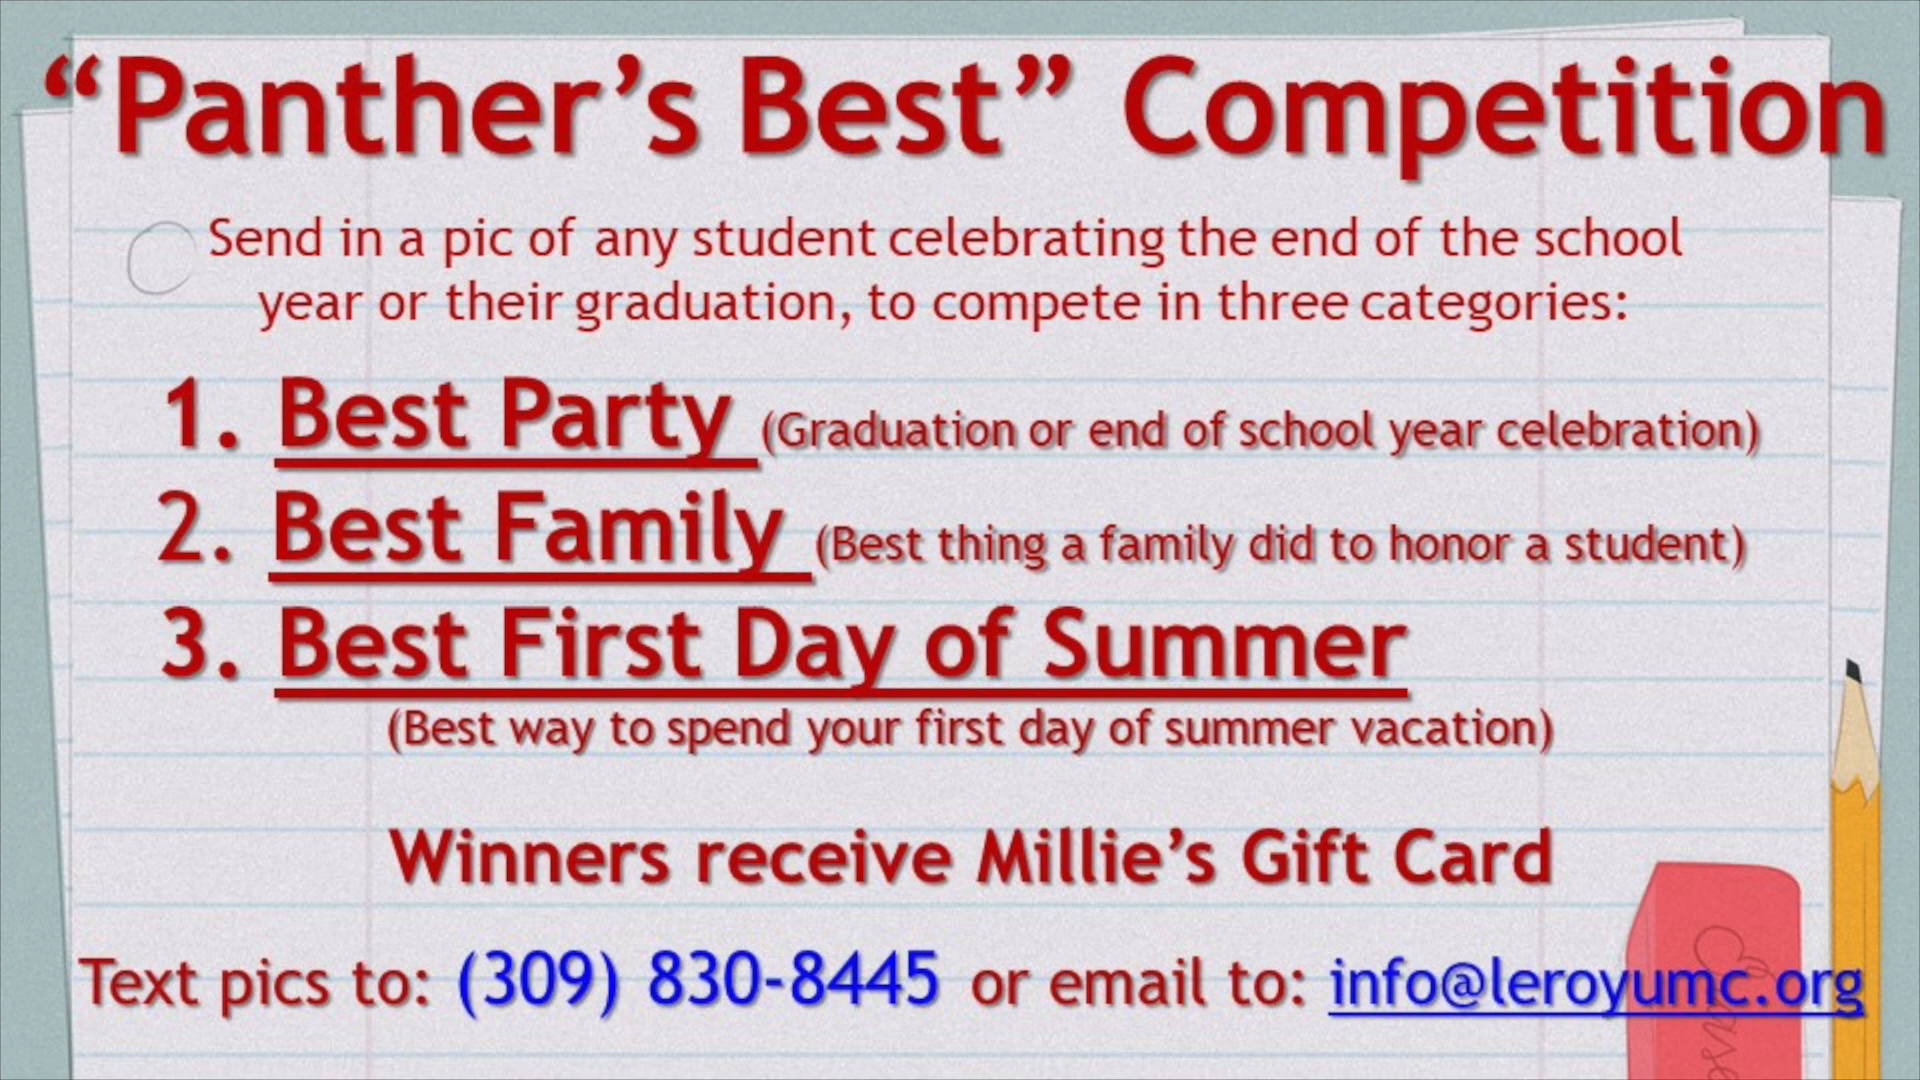 “Panther’s Best” Competition
Send in a pic of any student celebrating the end of the school
year or their graduation, to compete in three categories:
1. Best Party (Graduation or end of school year celebration)
2. Best Family (Best thing a family did to honor a student)
3. Best First Day of Summer
(Best way to spend your first day of summer vacation)
Winners receive Millie’s Gift Card
Text pics to: (309) 830-8445 or email to: info@leroyumc.org